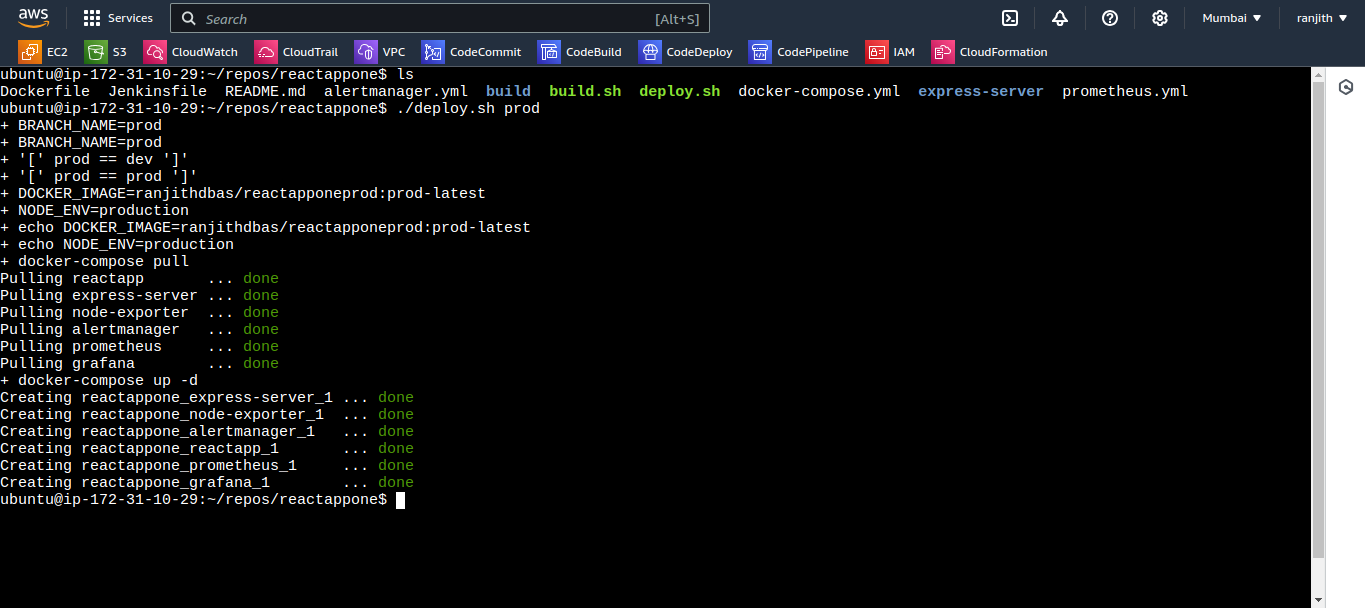 aws Services Search [Alt+S] Mumbai ▼ ranjith ▼
EC2 S3 CloudWatch CloudTrail VPC CodeCommit CodeBuild CodeDeploy CodePipeline IAM CloudFormation
ubuntu@ip-172-31-10-29:~/repos/reactappone$ ls
Dockerfile  Jenkinsfile  README.md  alertmanager.yml  build  build.sh  deploy.sh  docker-compose.yml  express-server  prometheus.yml
ubuntu@ip-172-31-10-29:~/repos/reactappone$ ./deploy.sh prod
+ BRANCH_NAME=prod
+ BRANCH_NAME=prod
+ '[' prod == dev ']'
+ '[' prod == prod ']'
+ DOCKER_IMAGE=ranjithdbas/reactapponeprod:prod-latest
+ NODE_ENV=production
+ echo DOCKER_IMAGE=ranjithdbas/reactapponeprod:prod-latest
+ echo NODE_ENV=production
+ docker-compose pull
Pulling reactapp       ... done
Pulling express-server ... done
Pulling node-exporter  ... done
Pulling alertmanager   ... done
Pulling prometheus     ... done
Pulling grafana        ... done
+ docker-compose up -d
Creating reactappone_express-server_1 ... done
Creating reactappone_node-exporter_1  ... done
Creating reactappone_alertmanager_1   ... done
Creating reactappone_reactapp_1       ... done
Creating reactappone_prometheus_1     ... done
Creating reactappone_grafana_1        ... done
ubuntu@ip-172-31-10-29:~/repos/reactappone$